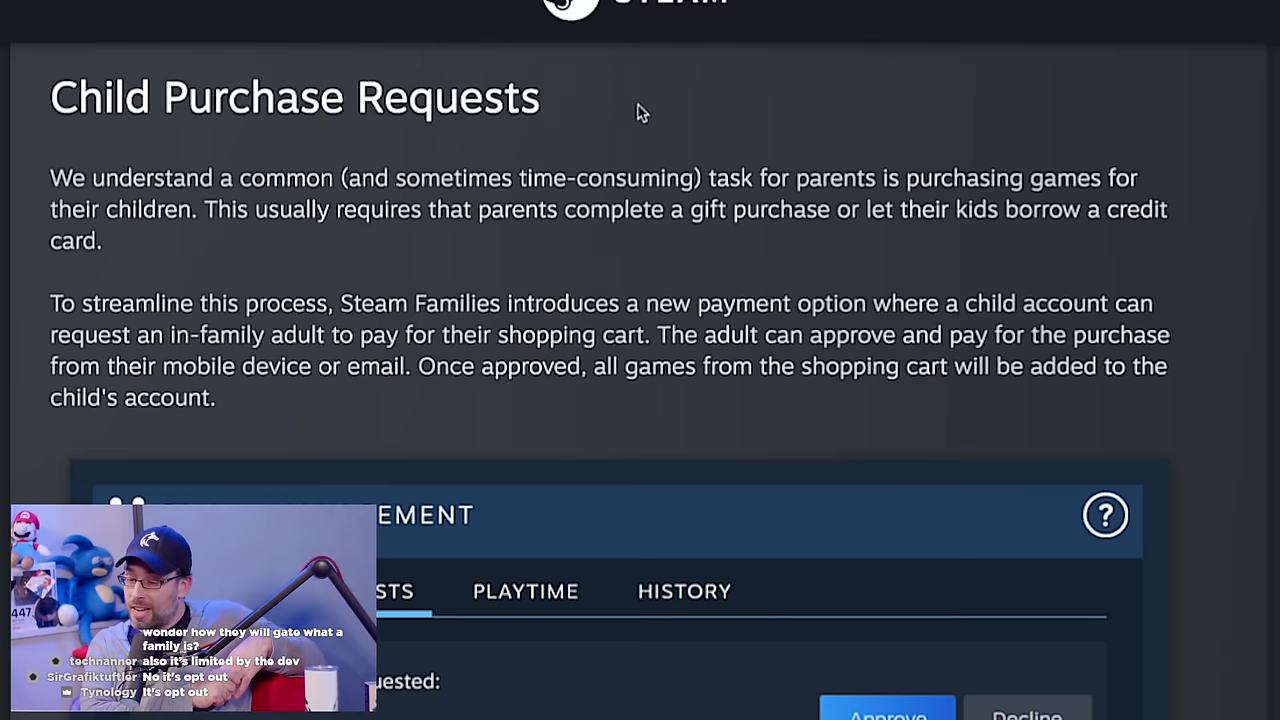 STEAM
Child Purchase Requests
We understand a common (and sometimes time-consuming) task for parents is purchasing games for
their children. This usually requires that parents complete a gift purchase or let their kids borrow a credit
card.
To streamline this process, Steam Families introduces a new payment option where a child account can
request an in-family adult to pay for their shopping cart. The adult can approve and pay for the purchase
from their mobile device or email. Once approved, all games from the shopping cart will be added to the
child's account.
EMENT
?
STS PLAYTIME HISTORY
uested:
Approve Decline
447
wonder how they will gate what a
family is?
technanner also it's limited by the dev
SirGrafiktuftler No it's opt out
Tynology It's opt out